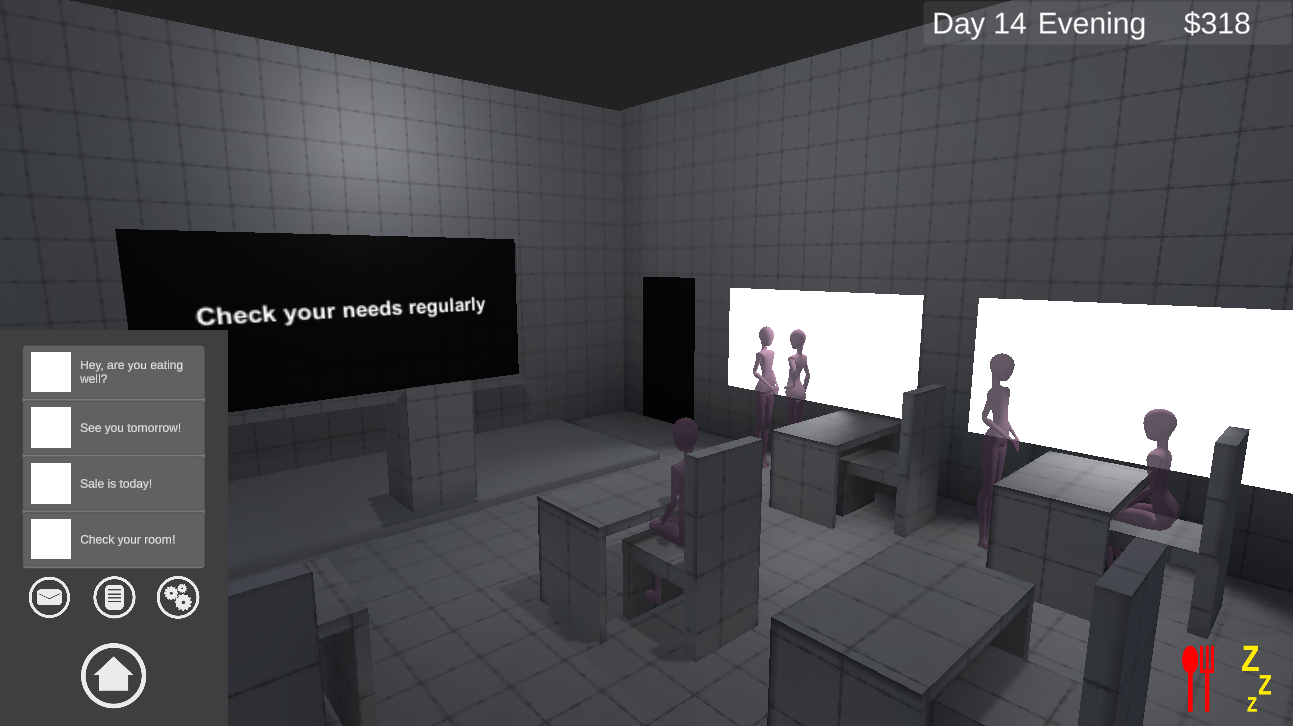 Day 14 Evening $318
Check your needs regularly
Hey, are you eating
well?
See you tomorrow!
Sale is today!
Check your room!
Z
Z
Z